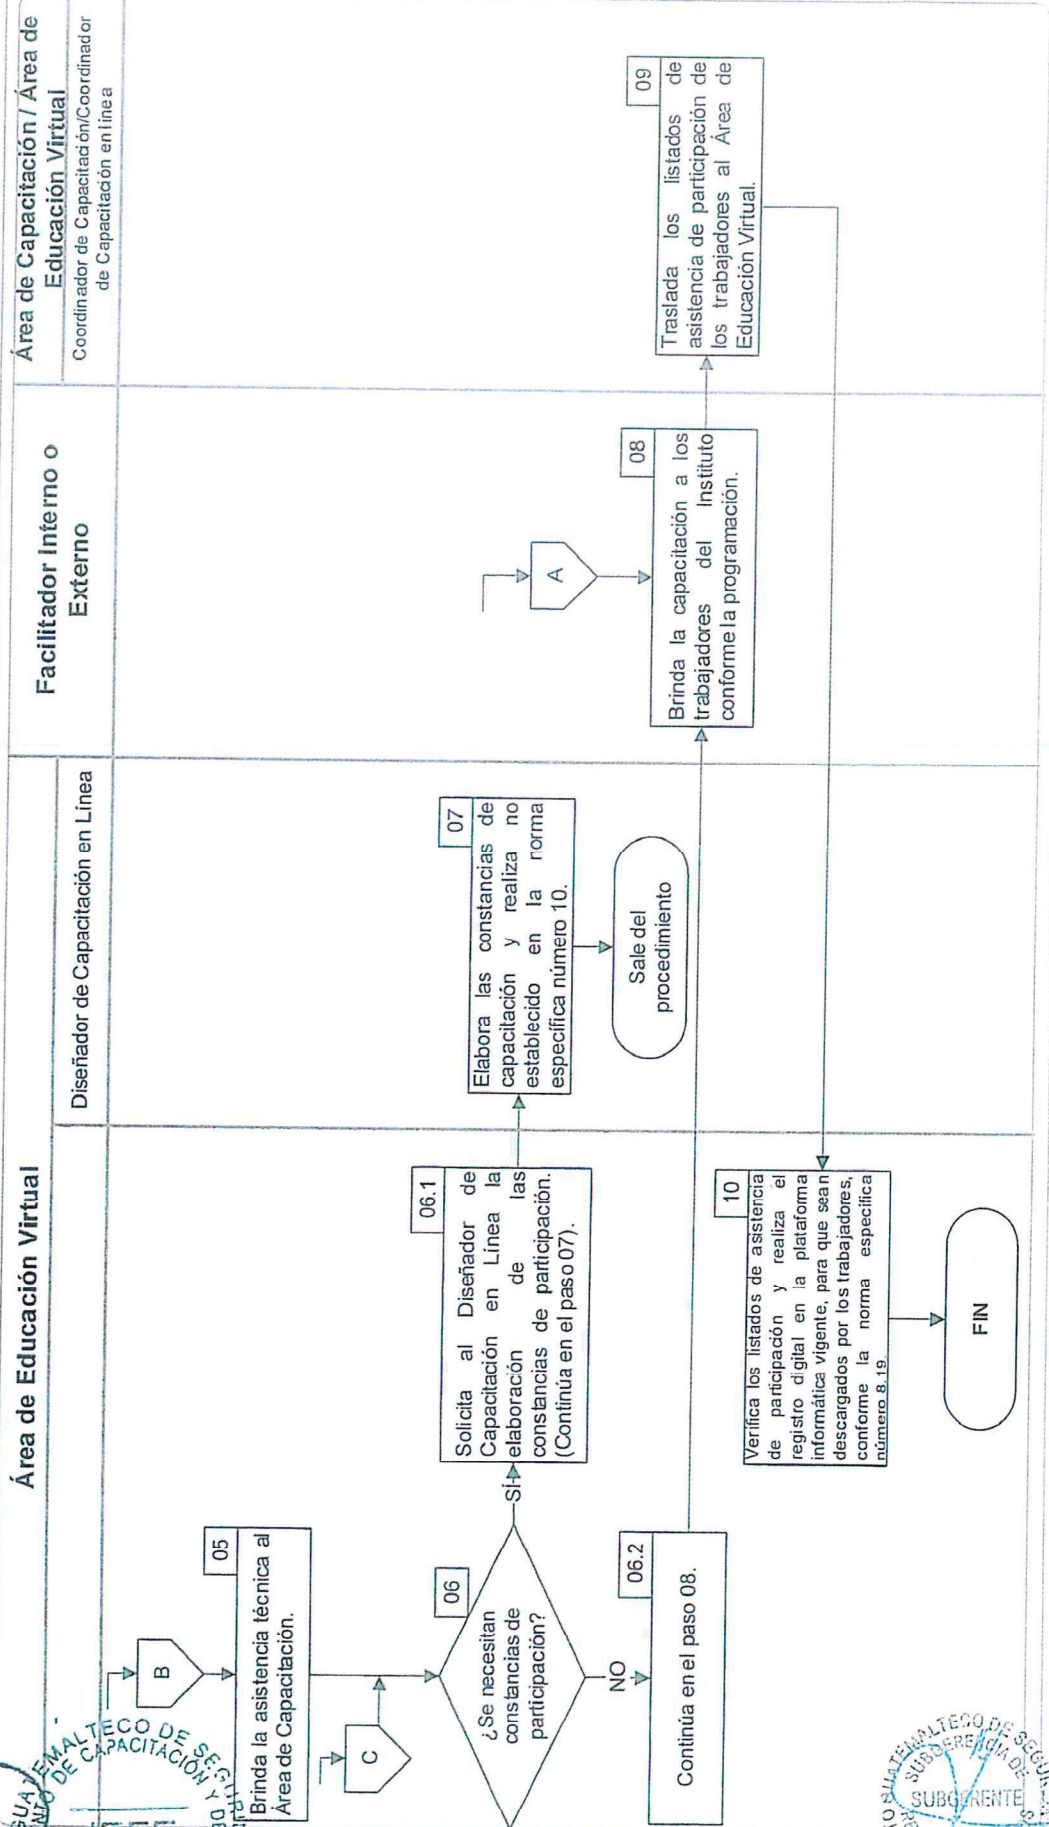 Área de Educación Virtual
Diseñador de Capacitación en Línea
Facilitador Interno o
Externo
Área de Capacitación / Área de
Educación Virtual
Coordinador de Capacitación/Coordinador
de Capacitación en línea
B
05
Brinda la asistencia técnica al
Área de Capacitación.
C
06
¿Se necesitan
constancias de
participación?
SÍ
NO
06.1
Solicita al Diseñador de
Capacitación en Línea la
elaboración de las
constancias de participación.
(Continúa en el paso 07).
06.2
Continúa en el paso 08.
07
Elabora las constancias de
capacitación y realiza no
establecido en la norma
específica número 10.
Sale del
procedimiento
A
08
Brinda la capacitación a los
trabajadores del Instituto
conforme la programación.
09
Traslada los listados de
asistencia de participación de
los trabajadores al Área de
Educación Virtual.
10
Verifica los listados de asistencia
de participación y realiza el
registro digital en la plataforma
informática vigente, para que sean
descargados por los trabajadores,
conforme la norma específica
número 8.19.
FIN
DE CAPACITACIÓN Y
SUBGERENCIA DE
SUBGERENTE